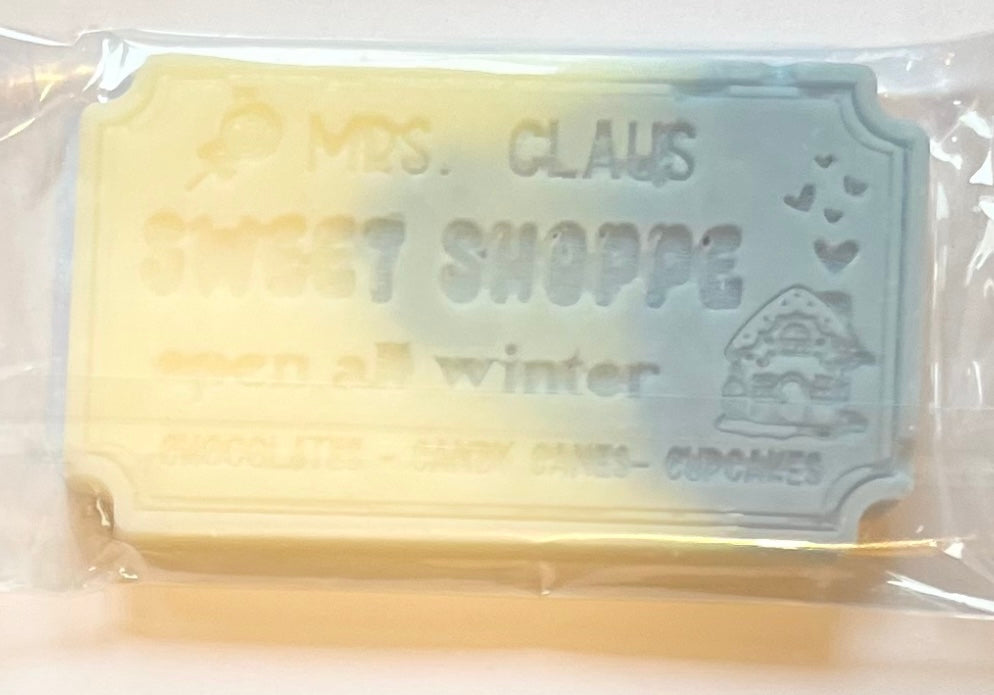 MRS. CLAUS
SWEET SHOPPE
open all winter
CHOCOLATES - CANDY CANES- CUPCAKES